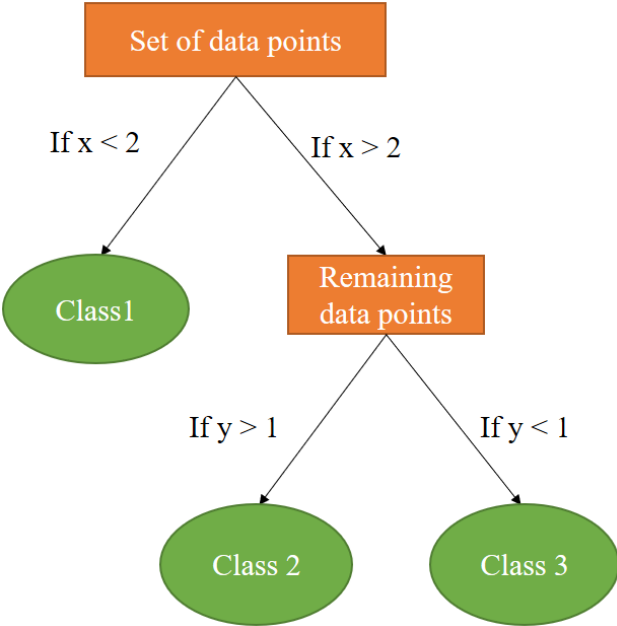 Set of data points
If x < 2
If x > 2
Class1
Remaining
data points
If y > 1
If y < 1
Class 2
Class 3